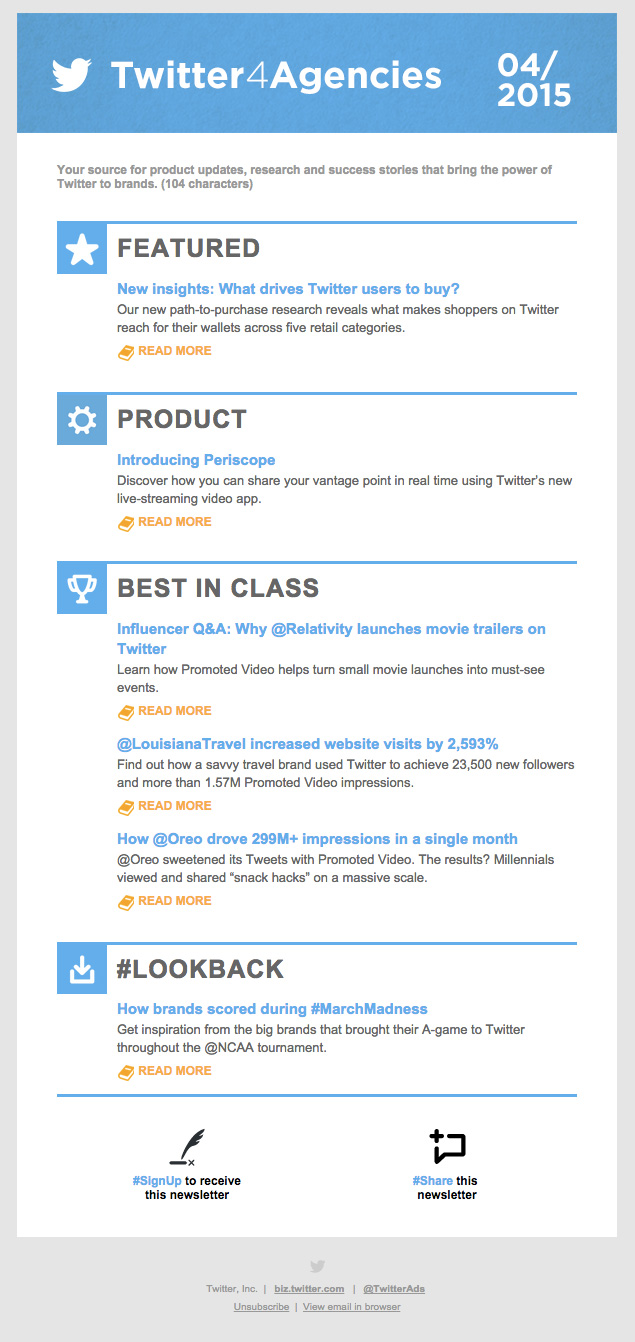 Twitter4Agencies
04/
2015
Your source for product updates, research and success stories that bring the power of
Twitter to brands. (104 characters)
FEATURED
New insights: What drives Twitter users to buy?
Our new path-to-purchase research reveals what makes shoppers on Twitter
reach for their wallets across five retail categories.
READ MORE
PRODUCT
Introducing Periscope
Discover how you can share your vantage point in real time using Twitter’s new
live-streaming video app.
READ MORE
BEST IN CLASS
Influencer Q&A: Why @Relativity launches movie trailers on
Twitter
Learn how Promoted Video helps turn small movie launches into must-see
events.
READ MORE
@LouisianaTravel increased website visits by 2,593%
Find out how a savvy travel brand used Twitter to achieve 23,500 new followers
and more than 1.57M Promoted Video impressions.
READ MORE
How @Oreo drove 299M+ impressions in a single month
@Oreo sweetened its Tweets with Promoted Video. The results? Millennials
viewed and shared “snack hacks” on a massive scale.
READ MORE
#LOOKBACK
How brands scored during #MarchMadness
Get inspiration from the big brands that brought their A-game to Twitter
throughout the @NCAA tournament.
READ MORE
#SignUp to receive
this newsletter
#Share this
newsletter
Twitter, Inc. | biz.twitter.com | @TwitterAds
Unsubscribe | View email in browser